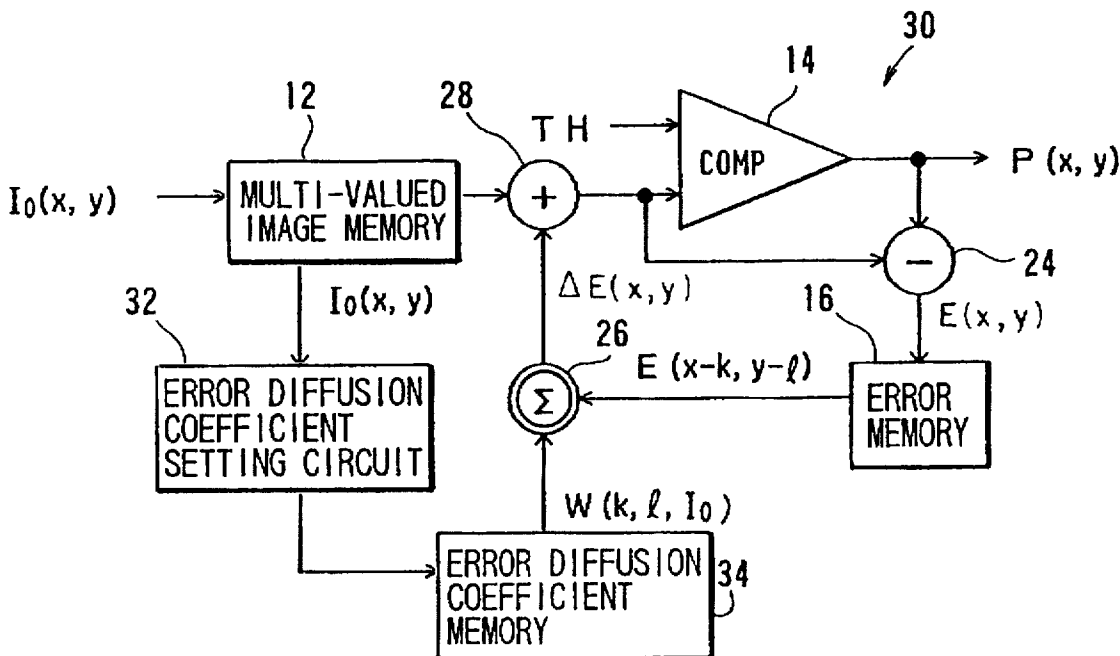 30
14
12
28
TH
COMP
P (x, y)
I₀(x, y)
MULTI-VALUED
IMAGE MEMORY
+
−
24
I₀(x, y)
ΔE(x, y)
16
E(x, y)
32
26
E (x-k, y-ℓ)
ERROR DIFFUSION
COEFFICIENT
SETTING CIRCUIT
Σ
ERROR
MEMORY
W (k, ℓ, I₀)
ERROR DIFFUSION
COEFFICIENT
MEMORY
34